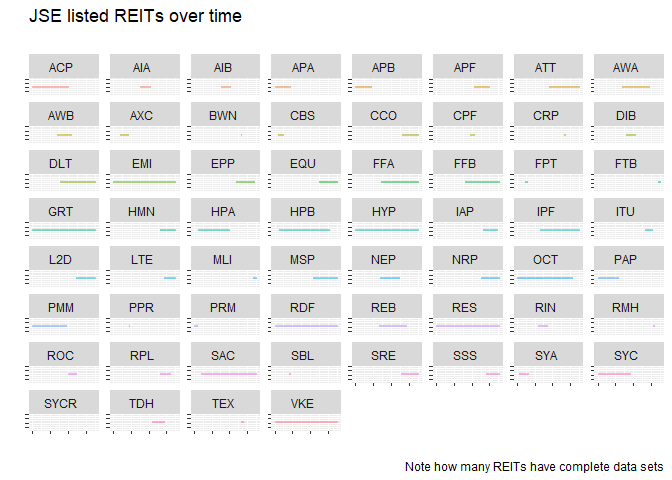 JSE listed REITs over time
ACP AIA AIB APA APB APF ATT AWA
AWB AXC BWN CBS CCO CPF CRP DIB
DLT EMI EPP EQU FFA FFB FPT FTB
GRT HMN HPA HPB HYP IAP IPF ITU
L2D LTE MLI MSP NEP NRP OCT PAP
PMM PPR PRM RDF REB RES RIN RMH
ROC RPL SAC SBL SRE SSS SYA SYC
SYCR TDH TEX VKE
Note how many REITs have complete data sets